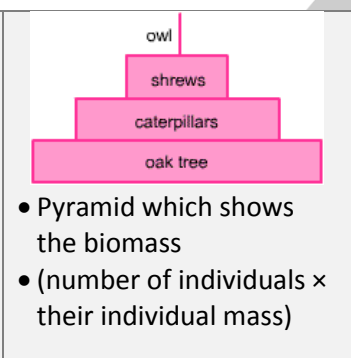 owl
shrews
caterpillars
oak tree
• Pyramid which shows
the biomass
• (number of individuals ×
their individual mass)